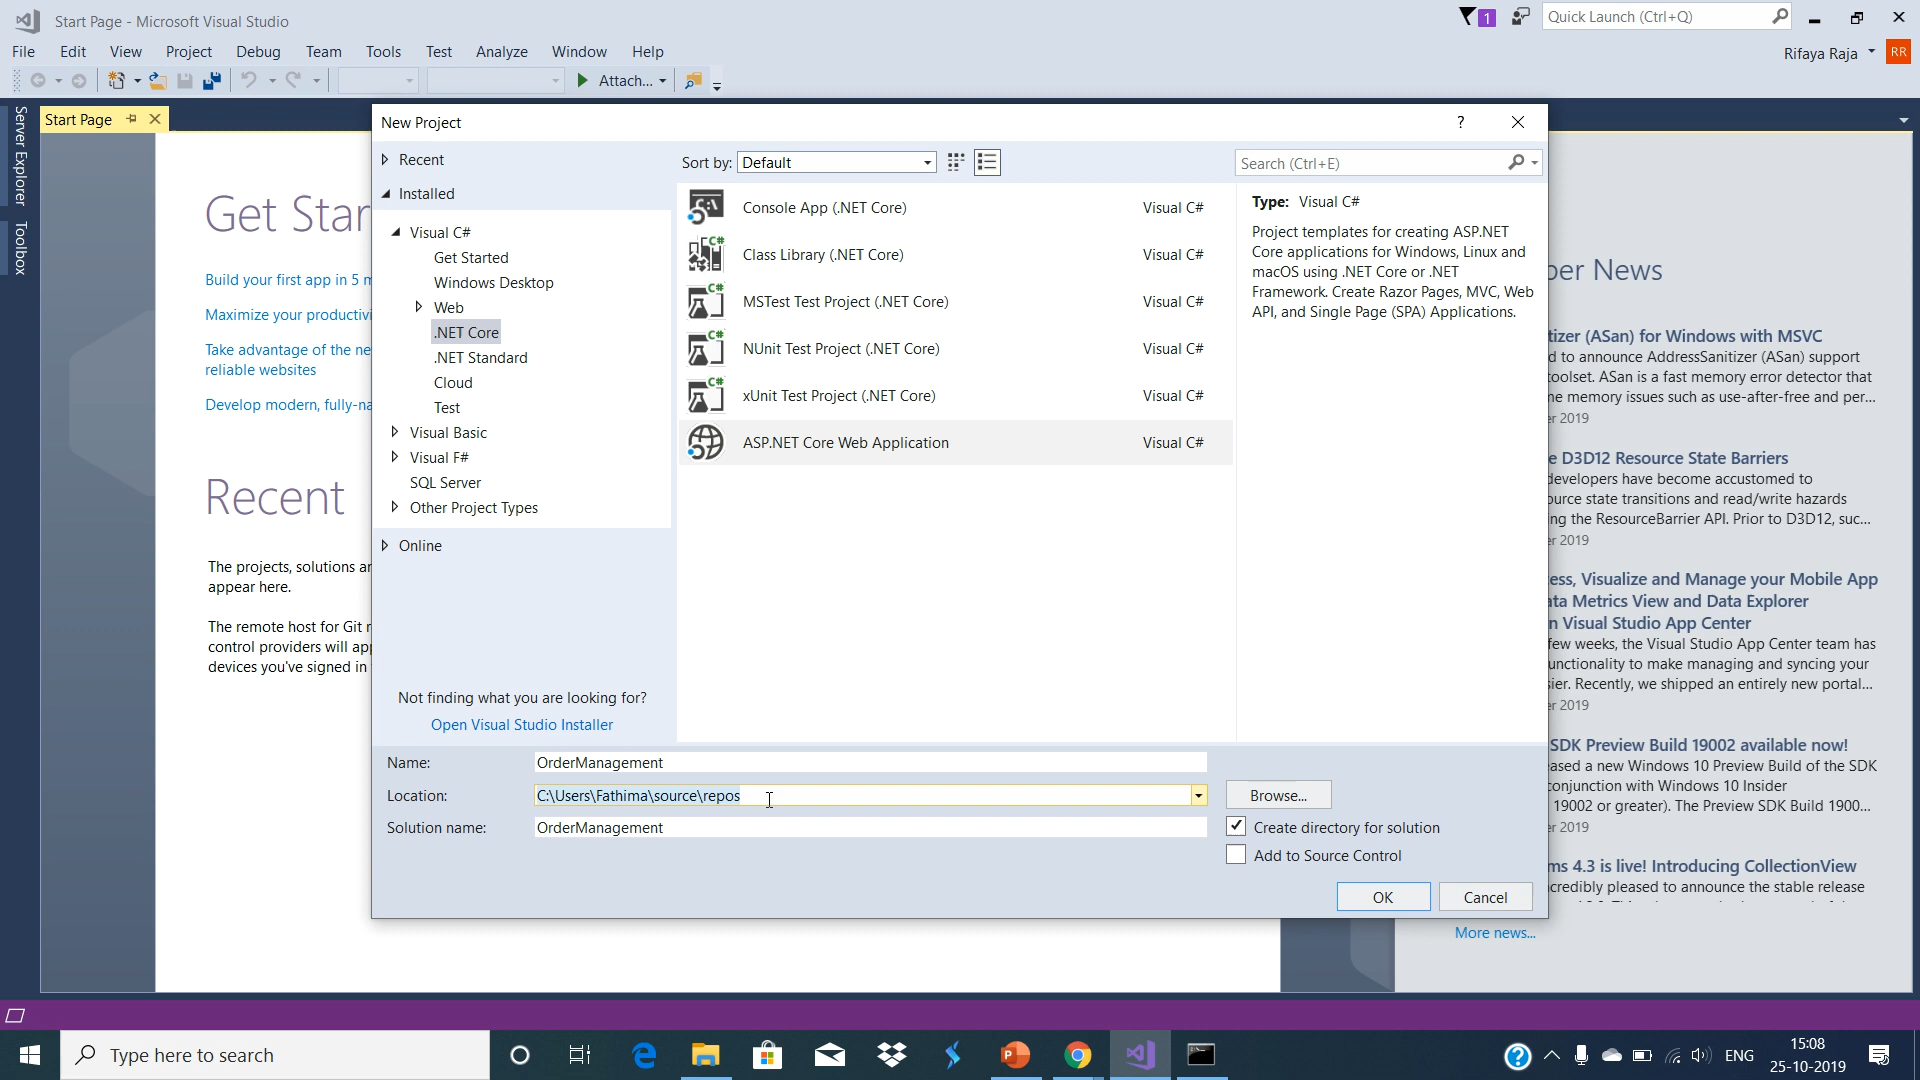 Start Page - Microsoft Visual Studio
1
Quick Launch (Ctrl+Q)
File Edit View Project Debug Team Tools Test Analyze Window Help
Rifaya Raja
RR
Attach...
Server Explorer
Toolbox
Start Page
Get Star
Build your first app in 5 m
Maximize your productivi
Take advantage of the ne
reliable websites
Develop modern, fully-na
Recent
The projects, solutions an
appear here.
The remote host for Git r
control providers will app
devices you've signed in
New Project
?
Recent
Installed
Visual C#
Get Started
Windows Desktop
Web
.NET Core
.NET Standard
Cloud
Test
Visual Basic
Visual F#
SQL Server
Other Project Types
Online
Not finding what you are looking for?
Open Visual Studio Installer
Sort by: Default
Search (Ctrl+E)
Console App (.NET Core) Visual C#
Class Library (.NET Core) Visual C#
MSTest Test Project (.NET Core) Visual C#
NUnit Test Project (.NET Core) Visual C#
xUnit Test Project (.NET Core) Visual C#
ASP.NET Core Web Application Visual C#
Type: Visual C#
Project templates for creating ASP.NET
Core applications for Windows, Linux and
macOS using .NET Core or .NET
Framework. Create Razor Pages, MVC, Web
API, and Single Page (SPA) Applications.
Name: OrderManagement
Location: C:\Users\Fathima\source\repos
Browse...
Solution name: OrderManagement
Create directory for solution
Add to Source Control
OK Cancel
per News
tizer (ASan) for Windows with MSVC
d to announce AddressSanitizer (ASan) support
toolset. ASan is a fast memory error detector that
ne memory issues such as use-after-free and per...
er 2019
e D3D12 Resource State Barriers
developers have become accustomed to
ource state transitions and read/write hazards
ng the ResourceBarrier API. Prior to D3D12, suc...
er 2019
ess, Visualize and Manage your Mobile App
ata Metrics View and Data Explorer
n Visual Studio App Center
few weeks, the Visual Studio App Center team has
unctionality to make managing and syncing your
sier. Recently, we shipped an entirely new portal...
er 2019
SDK Preview Build 19002 available now!
eased a new Windows 10 Preview Build of the SDK
conjunction with Windows 10 Insider
19002 or greater). The Preview SDK Build 1900...
er 2019
ms 4.3 is live! Introducing CollectionView
credibly pleased to announce the stable release
More news...
Type here to search
ENG
15:08
25-10-2019